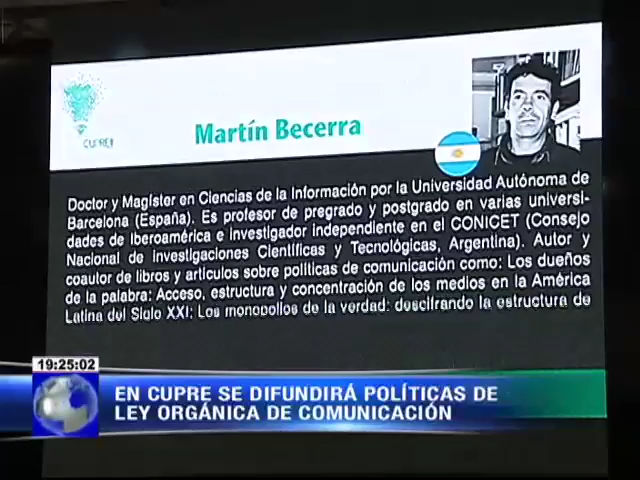 CUPRE
Martín Becerra
Doctor y Magíster en Ciencias de la Información por la Universidad Autónoma de
Barcelona (España). Es profesor de pregrado y postgrado en varias universi-
dades de Iberoamérica e investigador independiente en el CONICET (Consejo
Nacional de Investigaciones Científicas y Tecnológicas, Argentina). Autor y
coautor de libros y artículos sobre políticas de comunicación como: Los dueños
de la palabra: Acceso, estructura y concentración de los medios en la América
Latina del Siglo XXI; Los monopolios de la verdad: descifrando la estructura de
19:25:02
EN CUPRE SE DIFUNDIRÁ POLÍTICAS DE
LEY ORGÁNICA DE COMUNICACIÓN